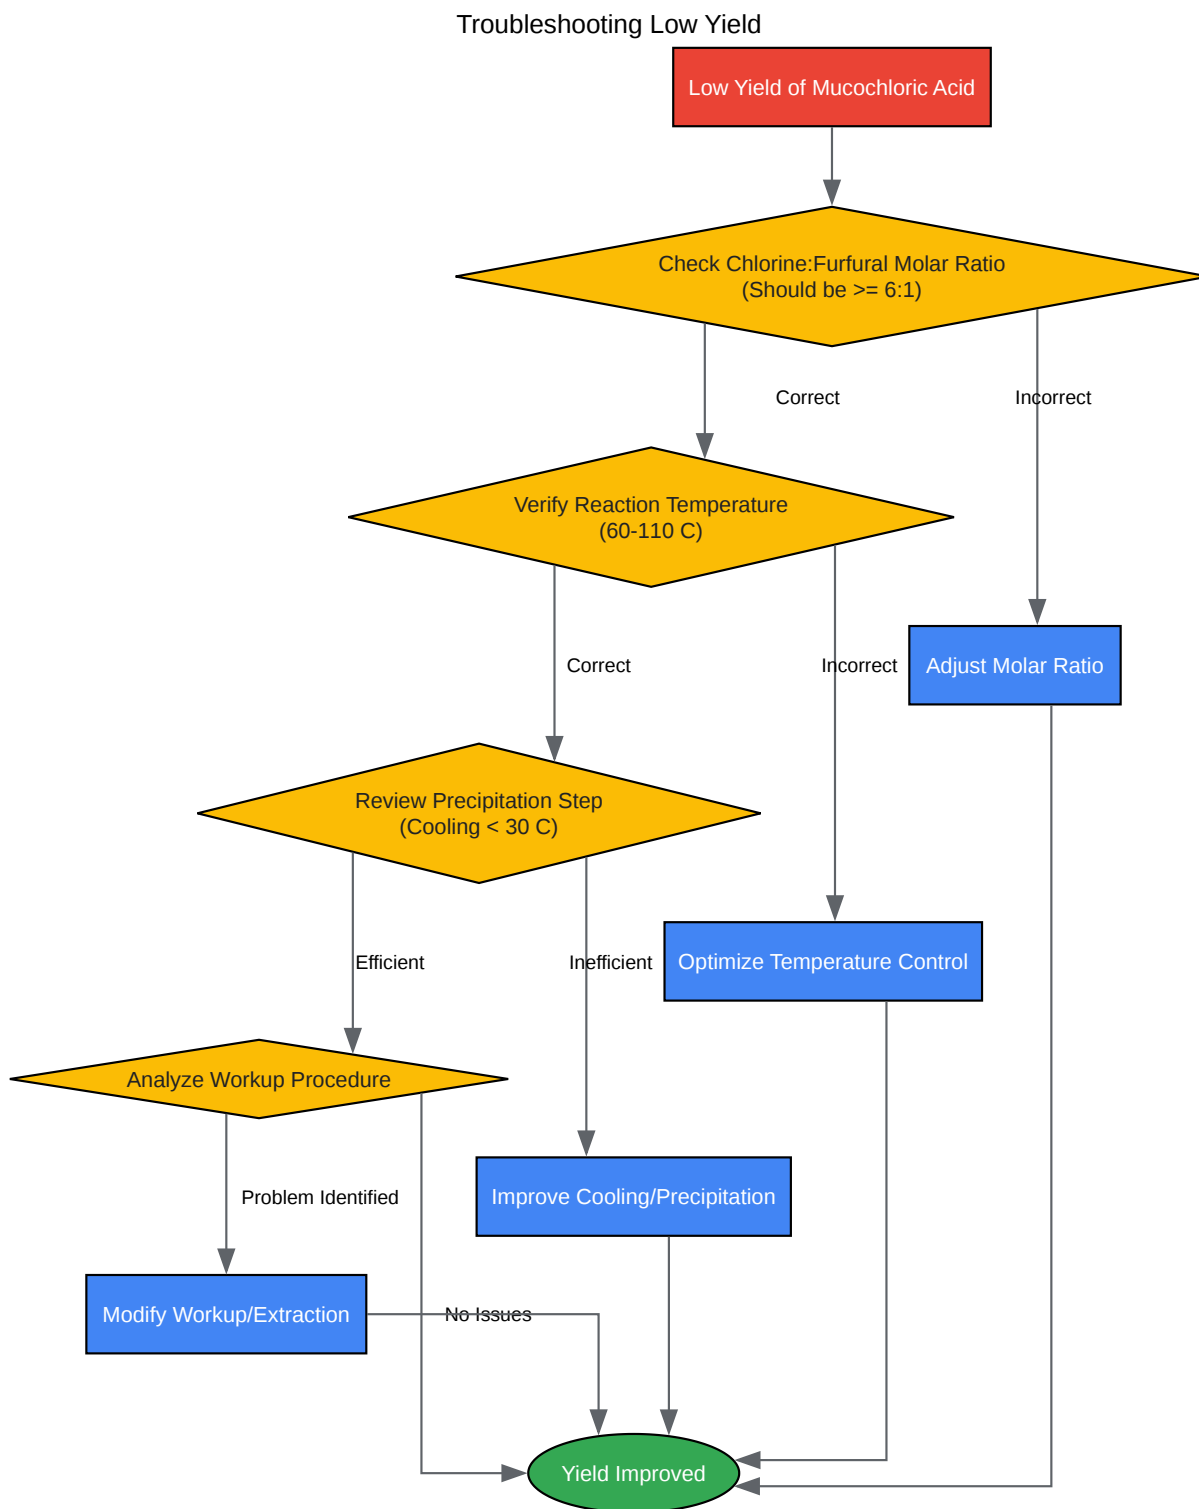 Troubleshooting Low Yield
Low Yield of Mucochloric Acid
Check Chlorine:Furfural Molar Ratio
(Should be >= 6:1)
Correct
Incorrect
Verify Reaction Temperature
(60-110 C)
Correct
Incorrect
Adjust Molar Ratio
Review Precipitation Step
(Cooling < 30 C)
Efficient
Inefficient
Optimize Temperature Control
Analyze Workup Procedure
Problem Identified
Improve Cooling/Precipitation
Modify Workup/Extraction
No Issues
Yield Improved